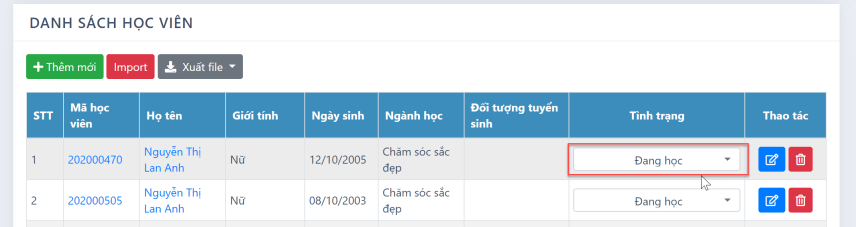 DANH SÁCH HỌC VIÊN
Thêm mới Import Xuất file
STT Mã học viên Họ tên Giới tính Ngày sinh Ngành học Đối tượng tuyển sinh Tình trạng Thao tác
1 202000470 Nguyễn Thị Lan Anh Nữ 12/10/2005 Chăm sóc sắc đẹp Đang học
2 202000505 Nguyễn Thị Lan Anh Nữ 08/10/2003 Chăm sóc sắc đẹp Đang học